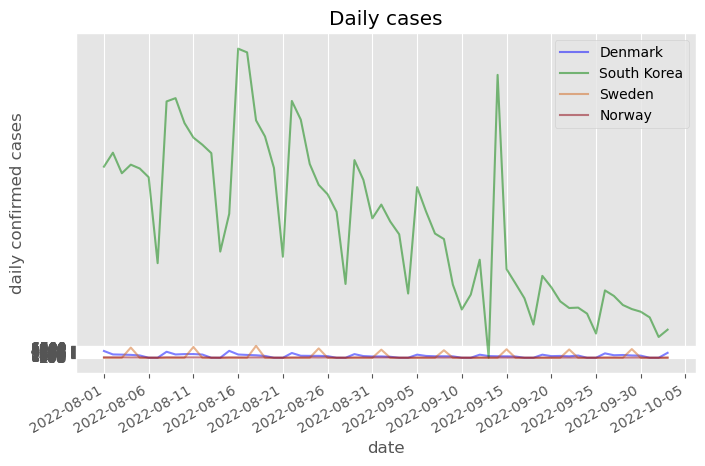 Daily cases
Denmark
South Korea
Sweden
Norway
daily confirmed cases
2022-08-01
2022-08-06
2022-08-11
2022-08-16
2022-08-21
2022-08-26
2022-08-31
2022-09-05
2022-09-10
2022-09-15
2022-09-20
2022-09-25
2022-09-30
2022-10-05
date